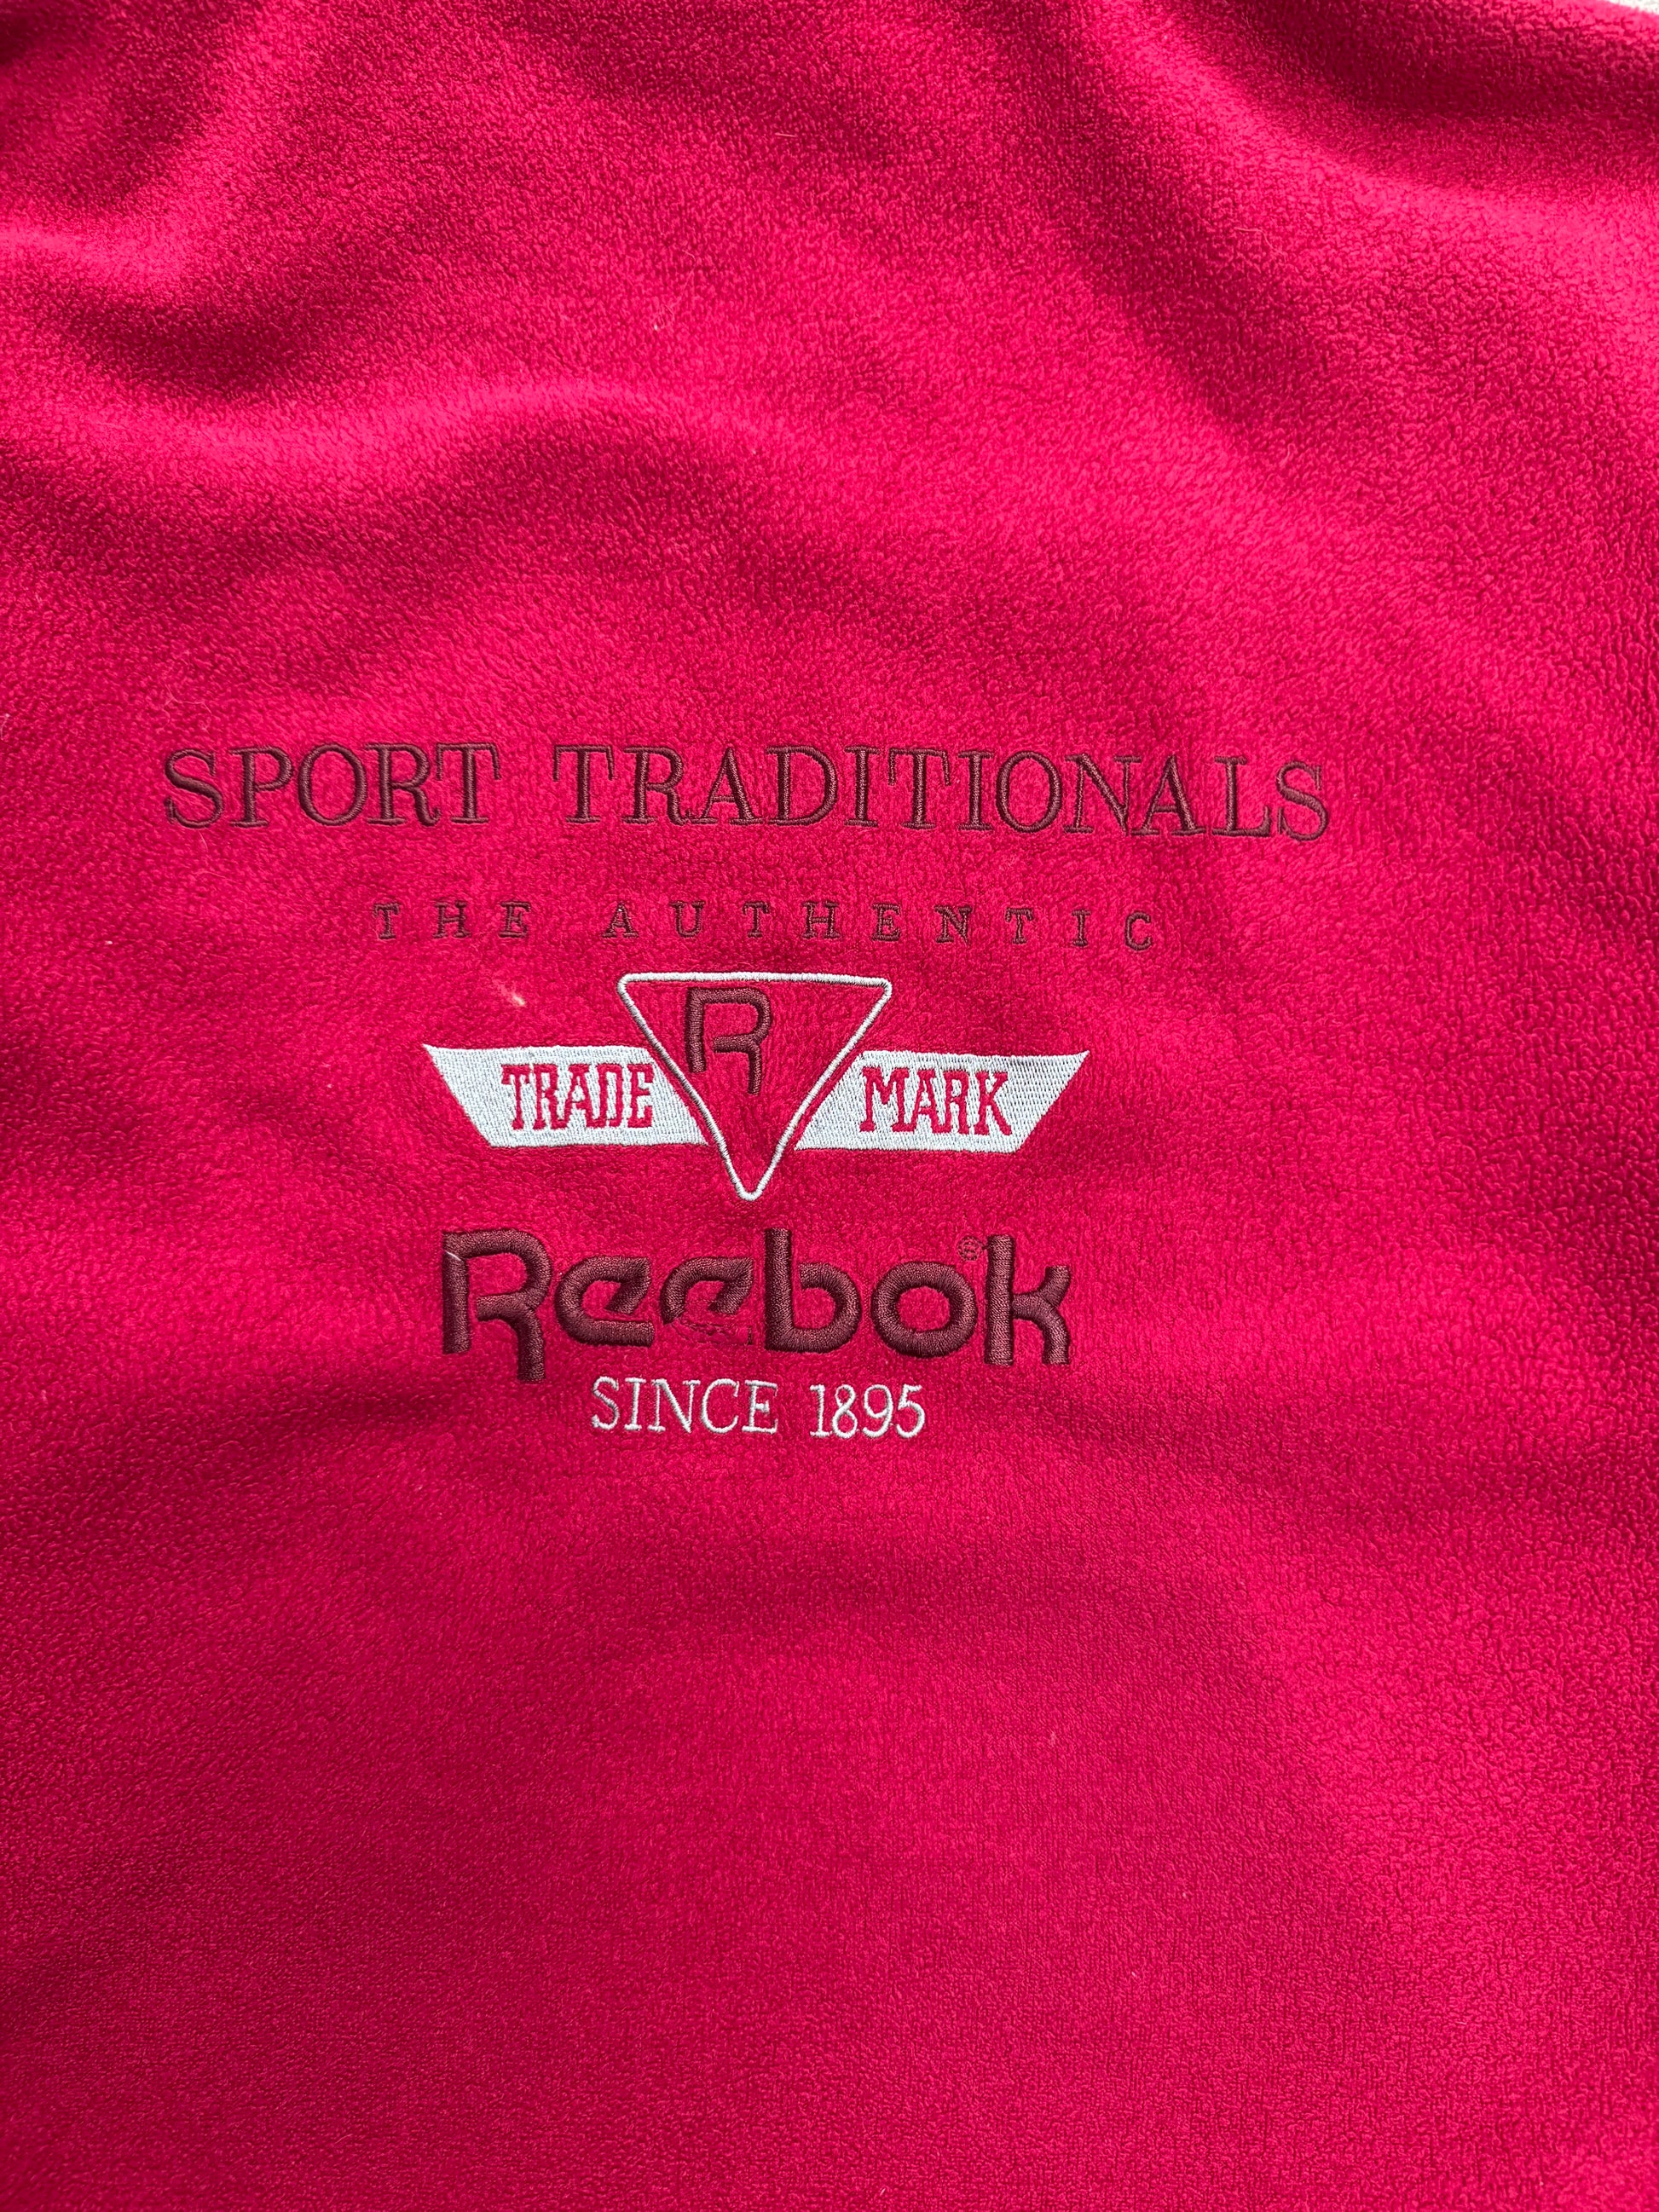 SPORT TRADITIONALS
THE AUTHENTIC
R
TRADE MARK
Reebok®
SINCE 1895